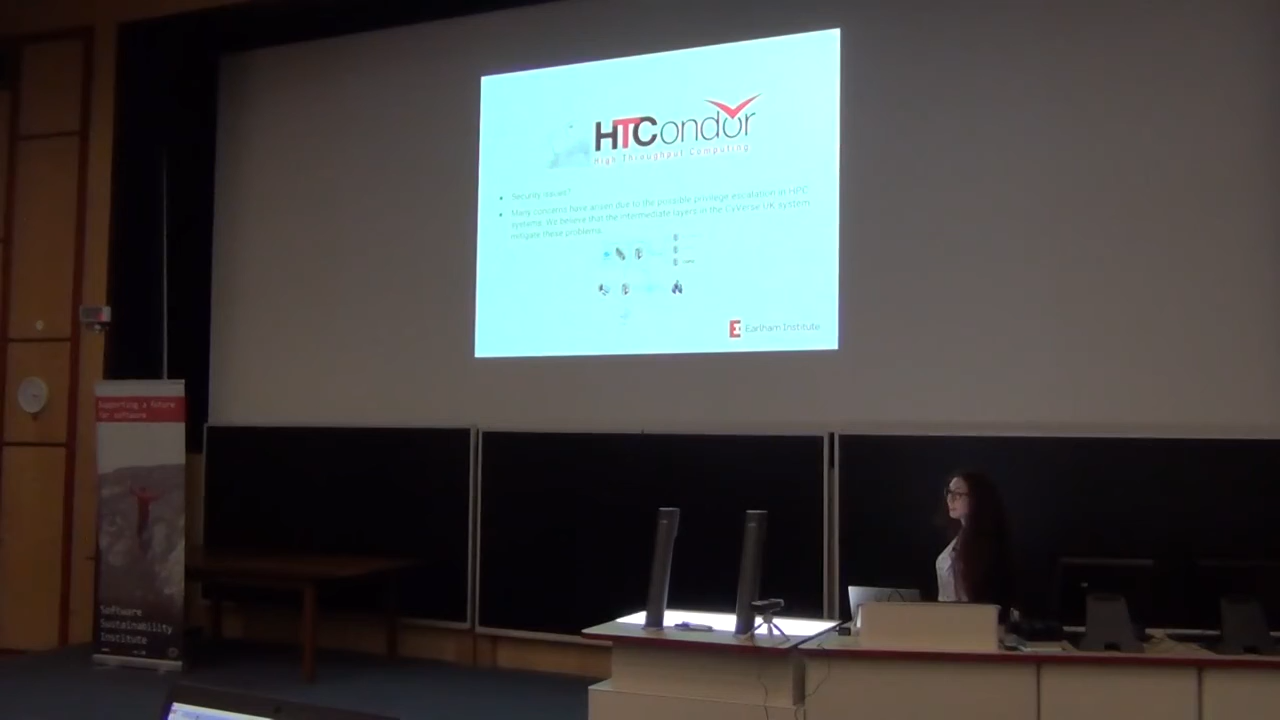 HTCondor
High Throughput Computing
Security issues?
Many concerns have arisen due to the possible privilege escalation in HPC
systems. We believe that the intermediate layers in the CyVerse UK system
mitigate these problems.
Earlham Institute
Supporting a future
for software
Software
Sustainability
Institute